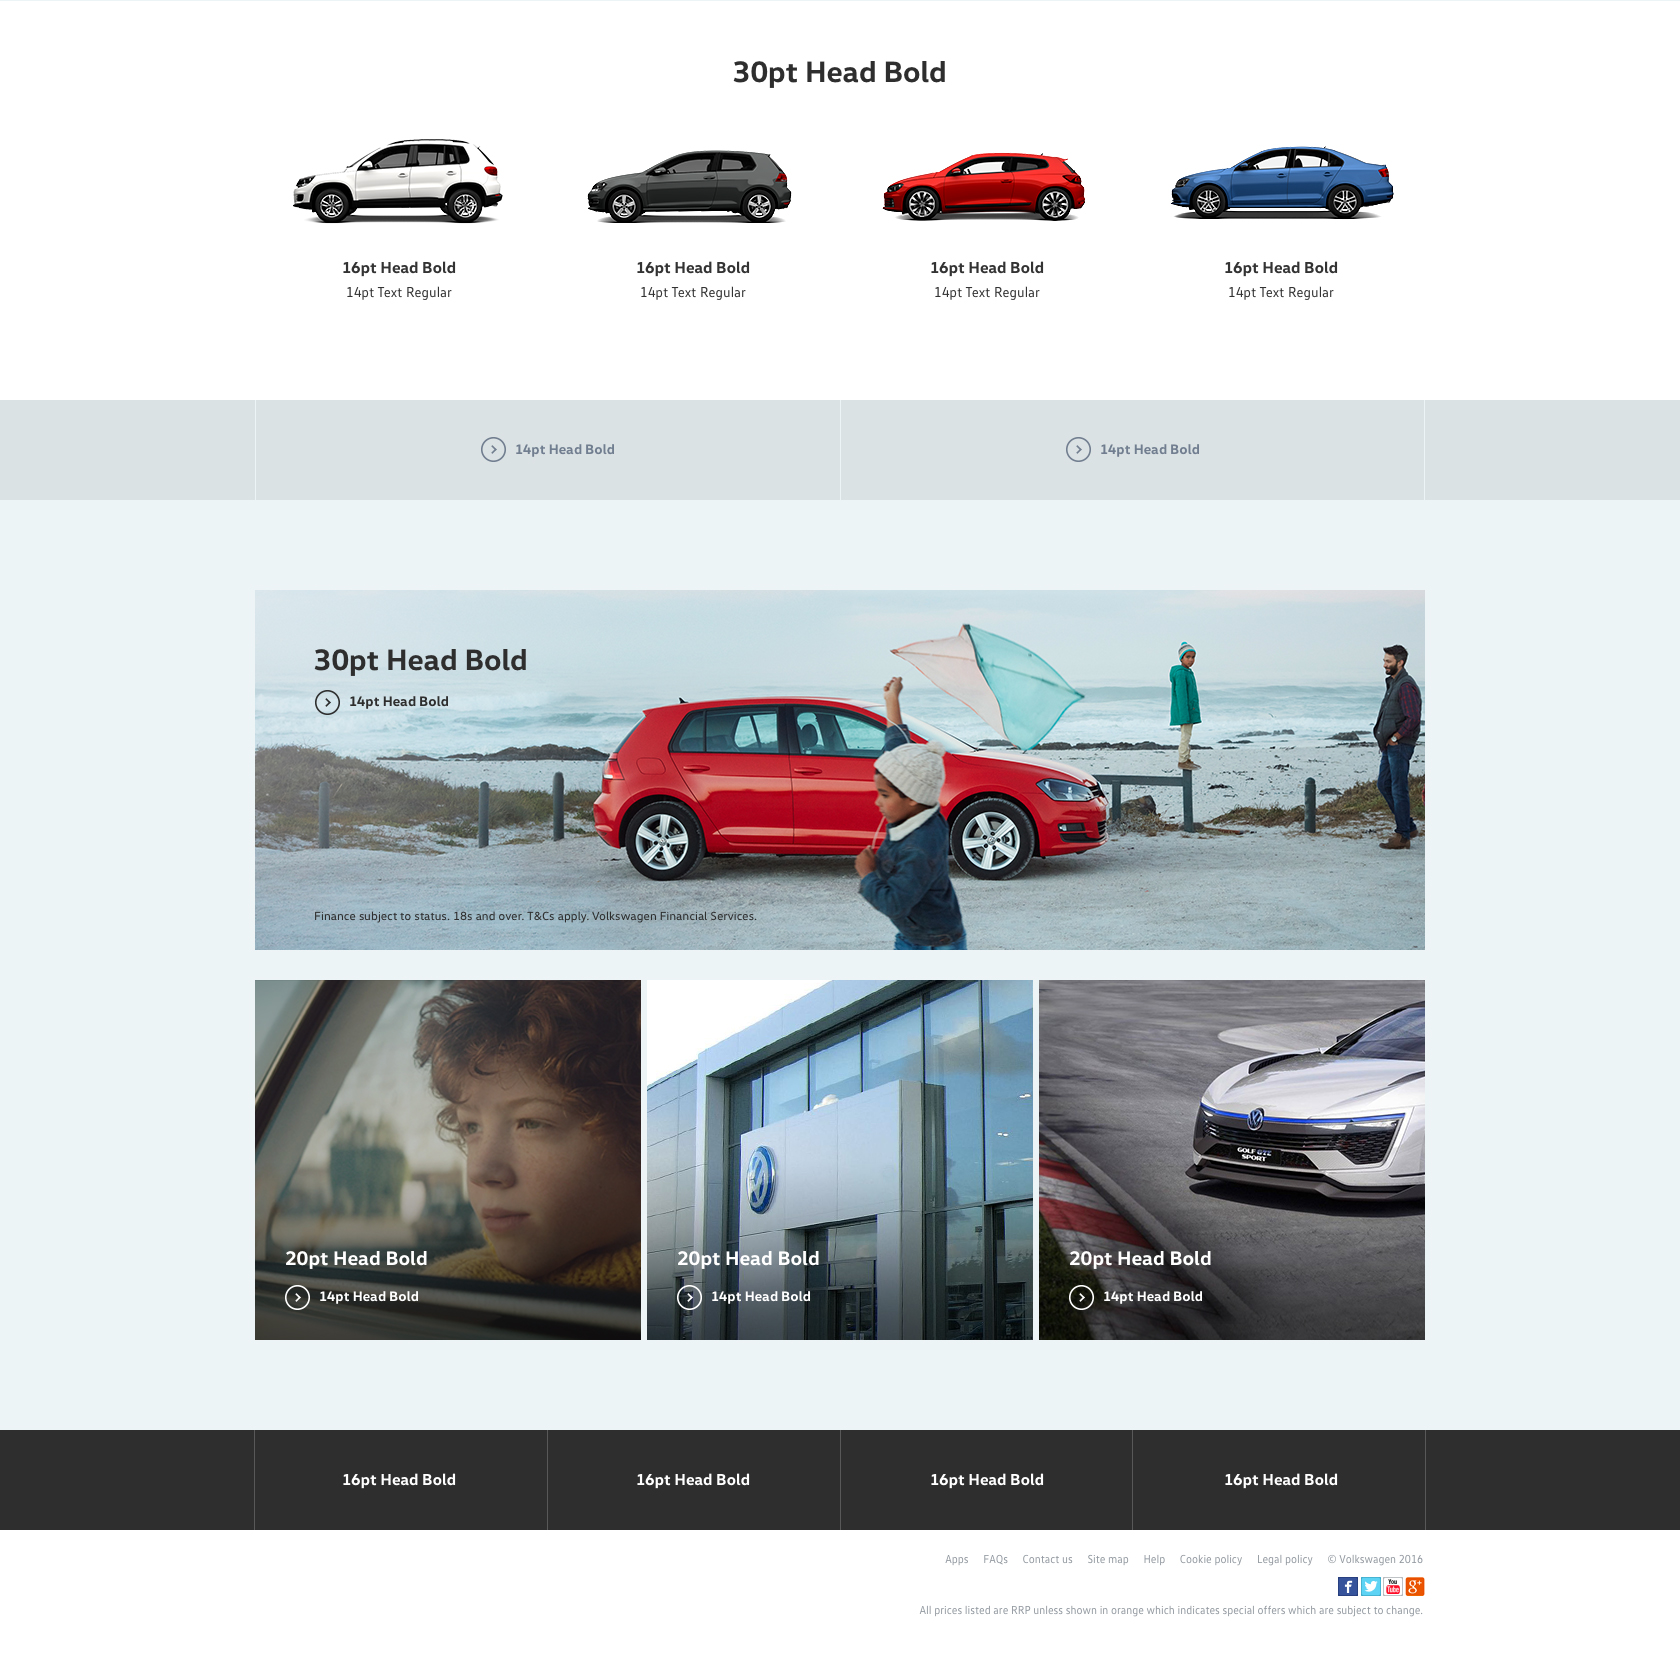 30pt Head Bold
16pt Head Bold
16pt Head Bold
16pt Head Bold
16pt Head Bold
14pt Text Regular
14pt Text Regular
14pt Text Regular
14pt Text Regular
14pt Head Bold
14pt Head Bold
30pt Head Bold
14pt Head Bold
Finance subject to status. 18s and over. T&Cs apply. Volkswagen Financial Services.
GOLF GTE
SPORT
20pt Head Bold
14pt Head Bold
20pt Head Bold
14pt Head Bold
20pt Head Bold
14pt Head Bold
16pt Head Bold
16pt Head Bold
16pt Head Bold
16pt Head Bold
Apps FAQs Contact us Site map Help Cookie policy Legal policy © Volkswagen 2016
f You Tube g+
All prices listed are RRP unless shown in orange which indicates special offers which are subject to change.